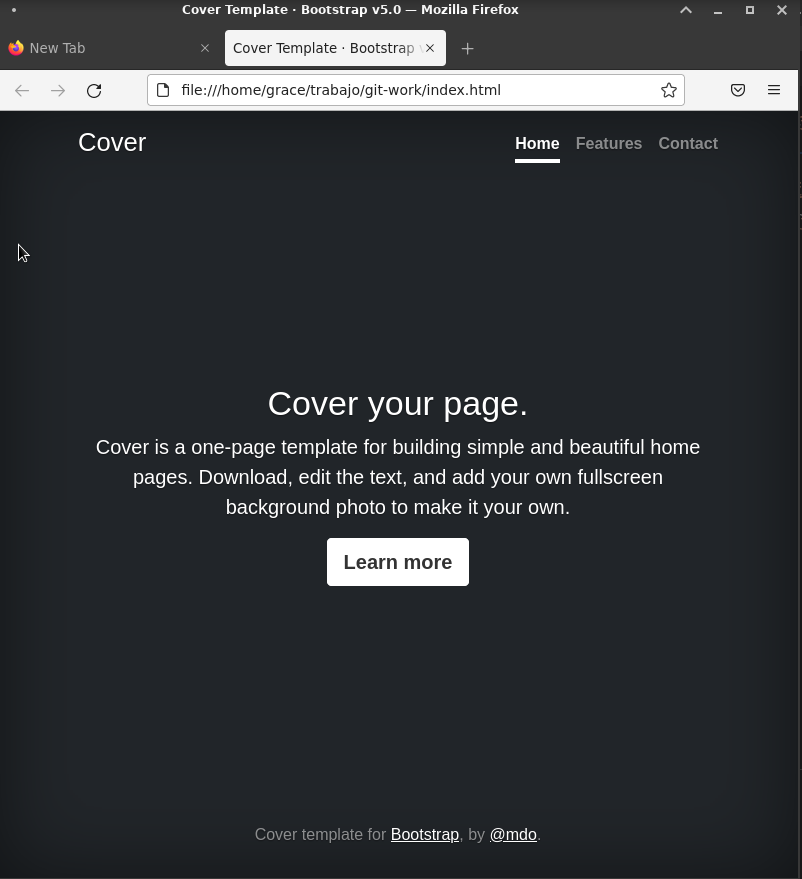 Cover Template · Bootstrap v5.0 — Mozilla Firefox
New Tab
Cover Template · Bootstrap
file:///home/grace/trabajo/git-work/index.html
Cover
Home Features Contact
Cover your page.
Cover is a one-page template for building simple and beautiful home
pages. Download, edit the text, and add your own fullscreen
background photo to make it your own.
Learn more
Cover template for Bootstrap, by @mdo.